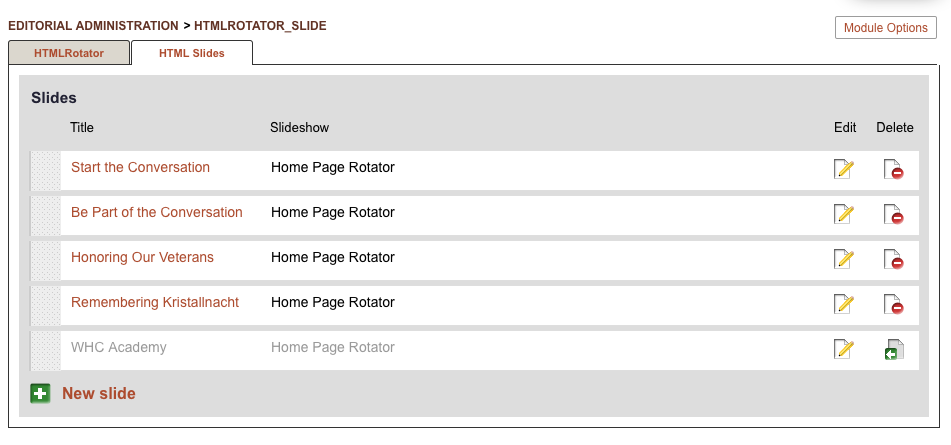 EDITORIAL ADMINISTRATION > HTMLROTATOR_SLIDE
Module Options
HTMLRotator HTML Slides
Slides
Title Slideshow Edit Delete
Start the Conversation Home Page Rotator
Be Part of the Conversation Home Page Rotator
Honoring Our Veterans Home Page Rotator
Remembering Kristallnacht Home Page Rotator
WHC Academy Home Page Rotator
New slide